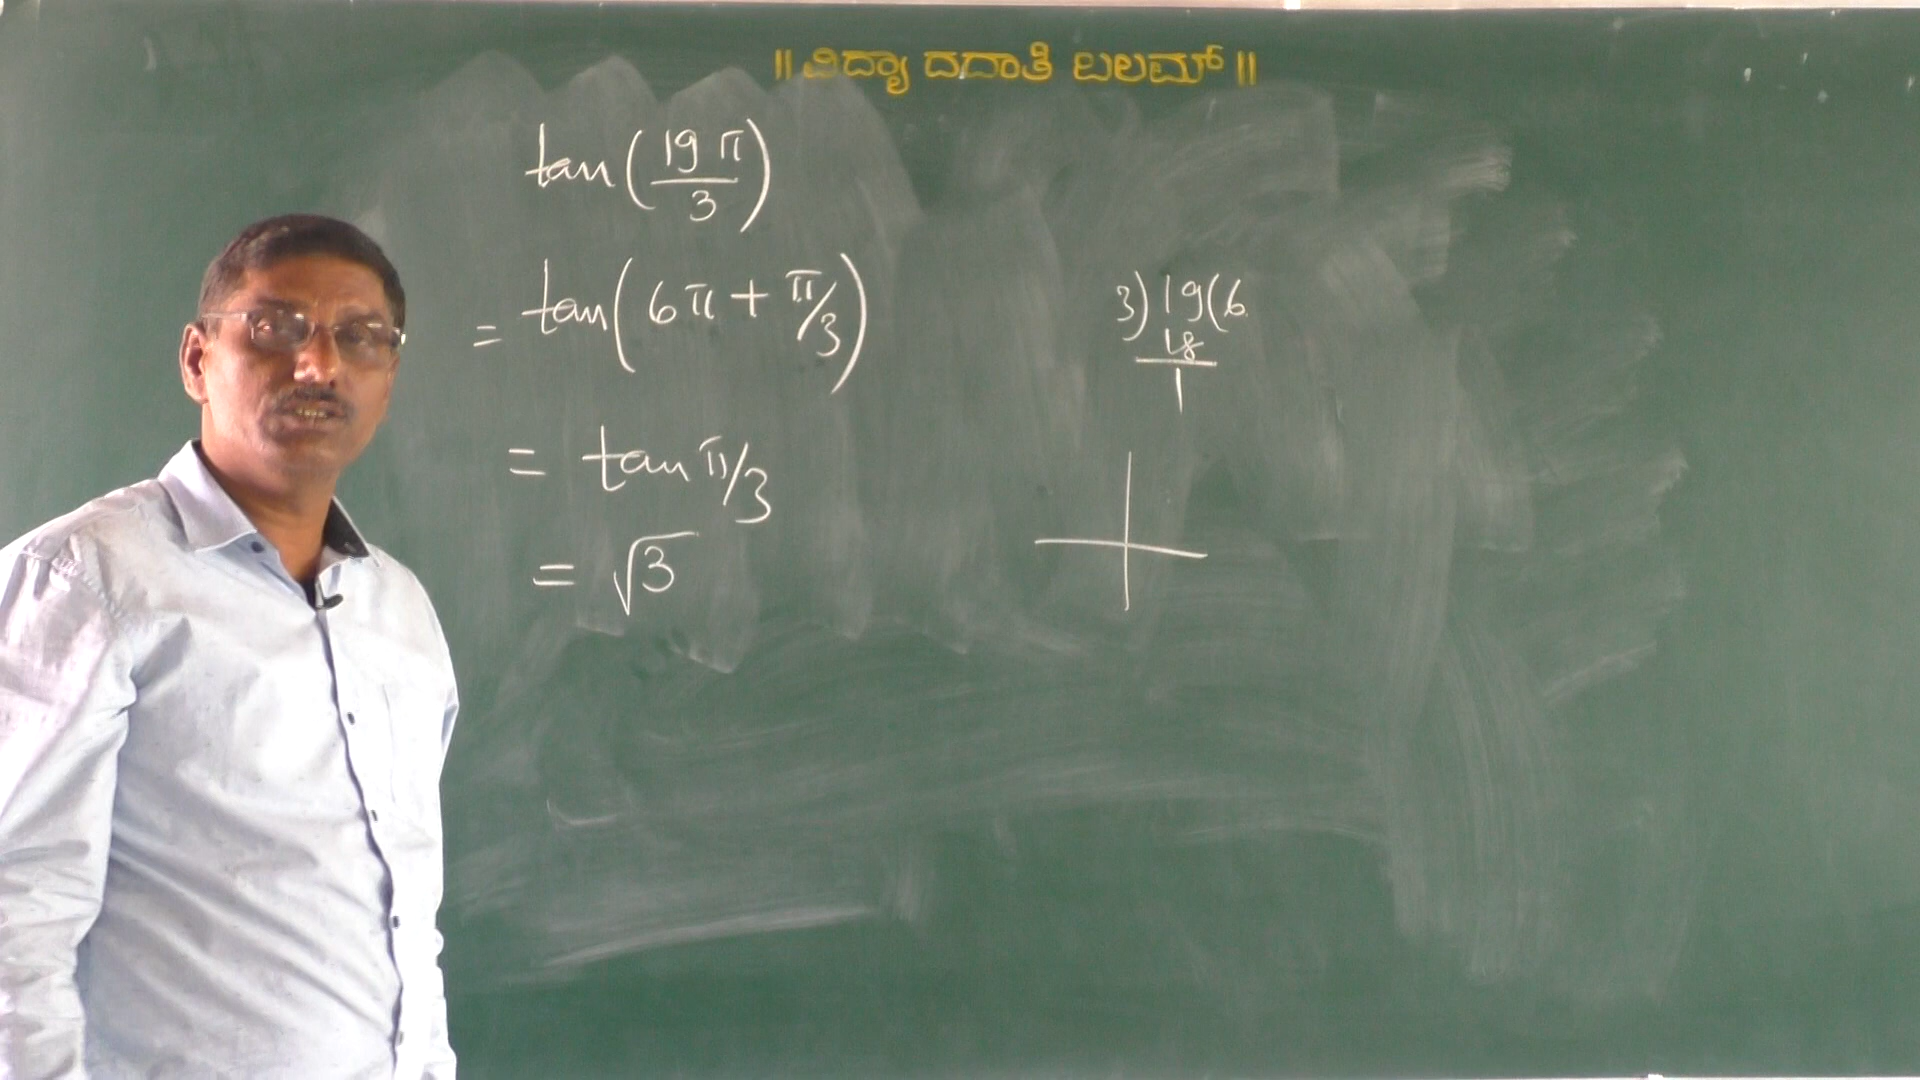 ॥ ವಿದ್ಯಾ ದದಾತಿ ಬಲಮ್ ॥
tan(19π/3)
= tan(6π + π/3)
= tan π/3
= √3
3) 19 (6
18
1